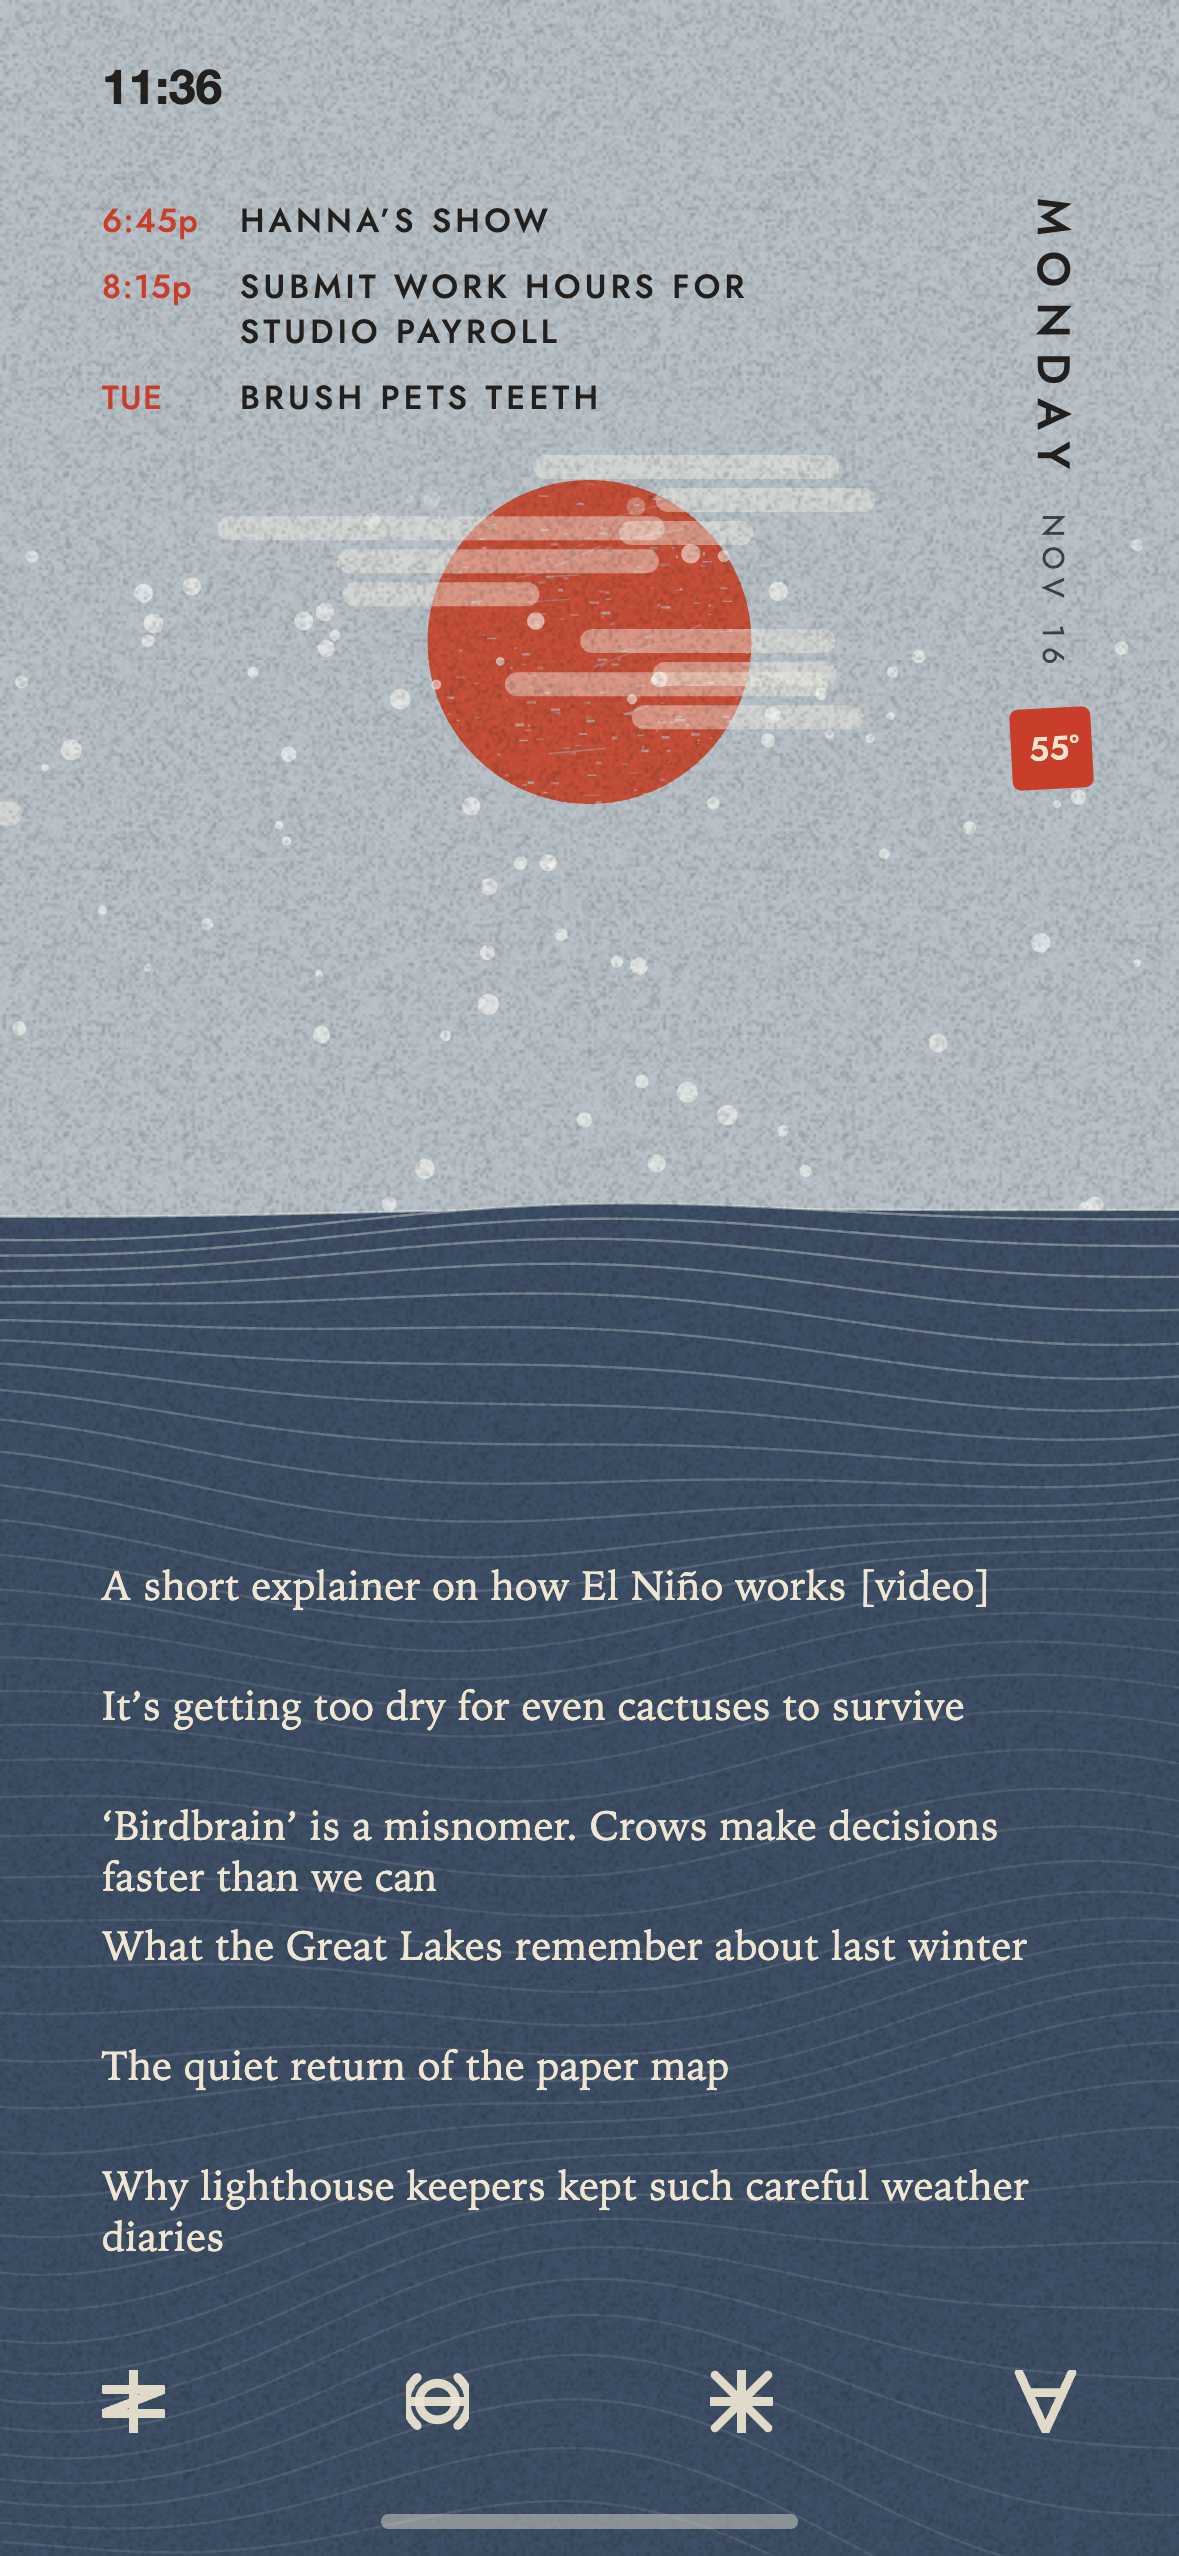 11:36
6:45p HANNA’S SHOW
8:15p SUBMIT WORK HOURS FOR
STUDIO PAYROLL
TUE BRUSH PETS TEETH
MONDAY NOV 16
55°
A short explainer on how El Niño works [video]
It’s getting too dry for even cactuses to survive
‘Birdbrain’ is a misnomer. Crows make decisions
faster than we can
What the Great Lakes remember about last winter
The quiet return of the paper map
Why lighthouse keepers kept such careful weather
diaries